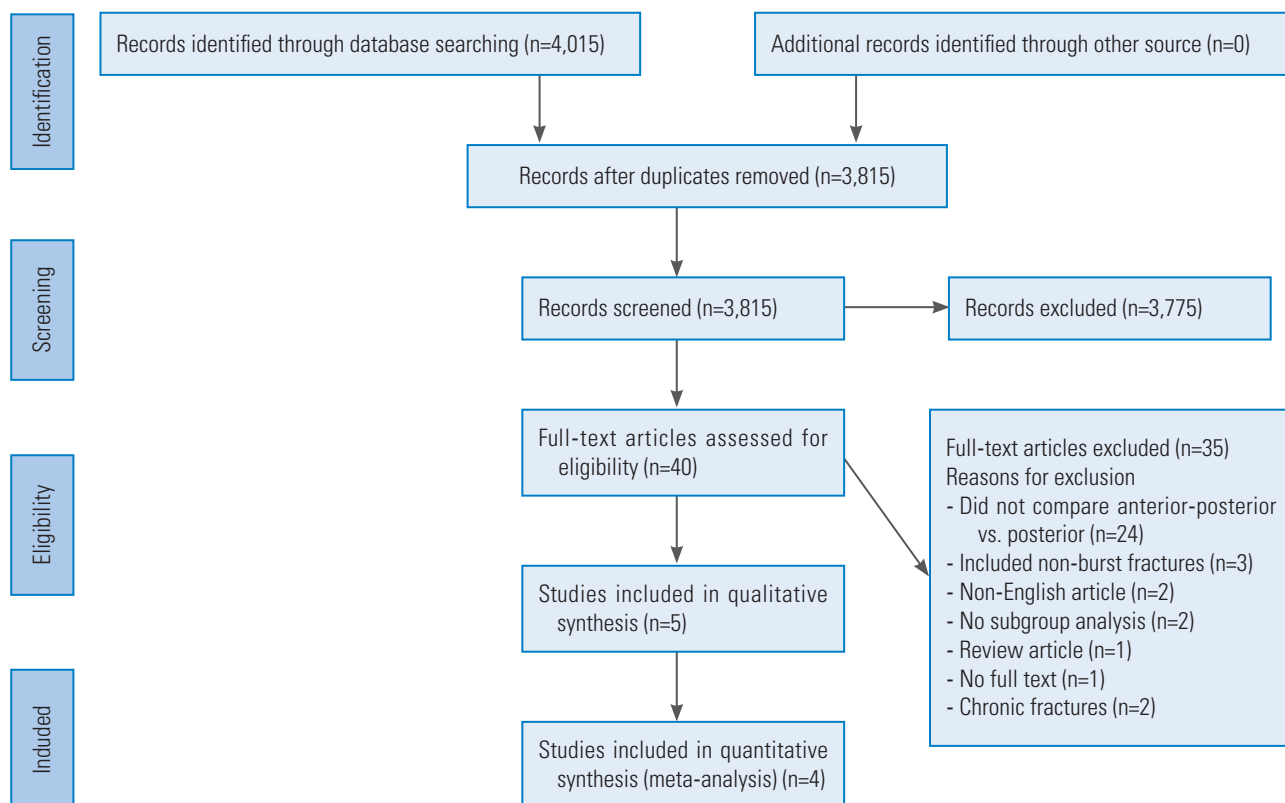 Identification
Records identified through database searching (n=4,015)
Additional records identified through other source (n=0)
Records after duplicates removed (n=3,815)
Screening
Records screened (n=3,815)
Records excluded (n=3,775)
Eligibility
Full-text articles assessed for
eligibility (n=40)
Full-text articles excluded (n=35)
Reasons for exclusion
- Did not compare anterior-posterior
vs. posterior (n=24)
- Included non-burst fractures (n=3)
- Non-English article (n=2)
- No subgroup analysis (n=2)
- Review article (n=1)
- No full text (n=1)
- Chronic fractures (n=2)
Studies included in qualitative
synthesis (n=5)
Induded
Studies included in quantitative
synthesis (meta-analysis) (n=4)